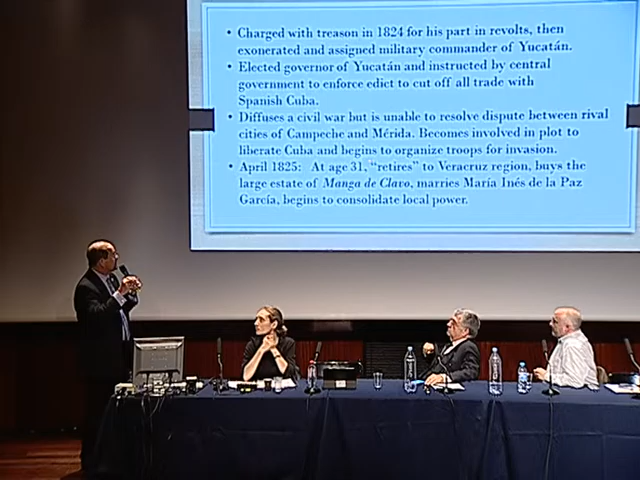 • Charged with treason in 1824 for his part in revolts, then
exonerated and assigned military commander of Yucatán.
• Elected governor of Yucatán and instructed by central
government to enforce edict to cut off all trade with
Spanish Cuba.
• Diffuses a civil war but is unable to resolve dispute between rival
cities of Campeche and Mérida. Becomes involved in plot to
liberate Cuba and begins to organize troops for invasion.
• April 1825: At age 31, "retires" to Veracruz region, buys the
large estate of Manga de Clavo, marries María Inés de la Paz
García, begins to consolidate local power.